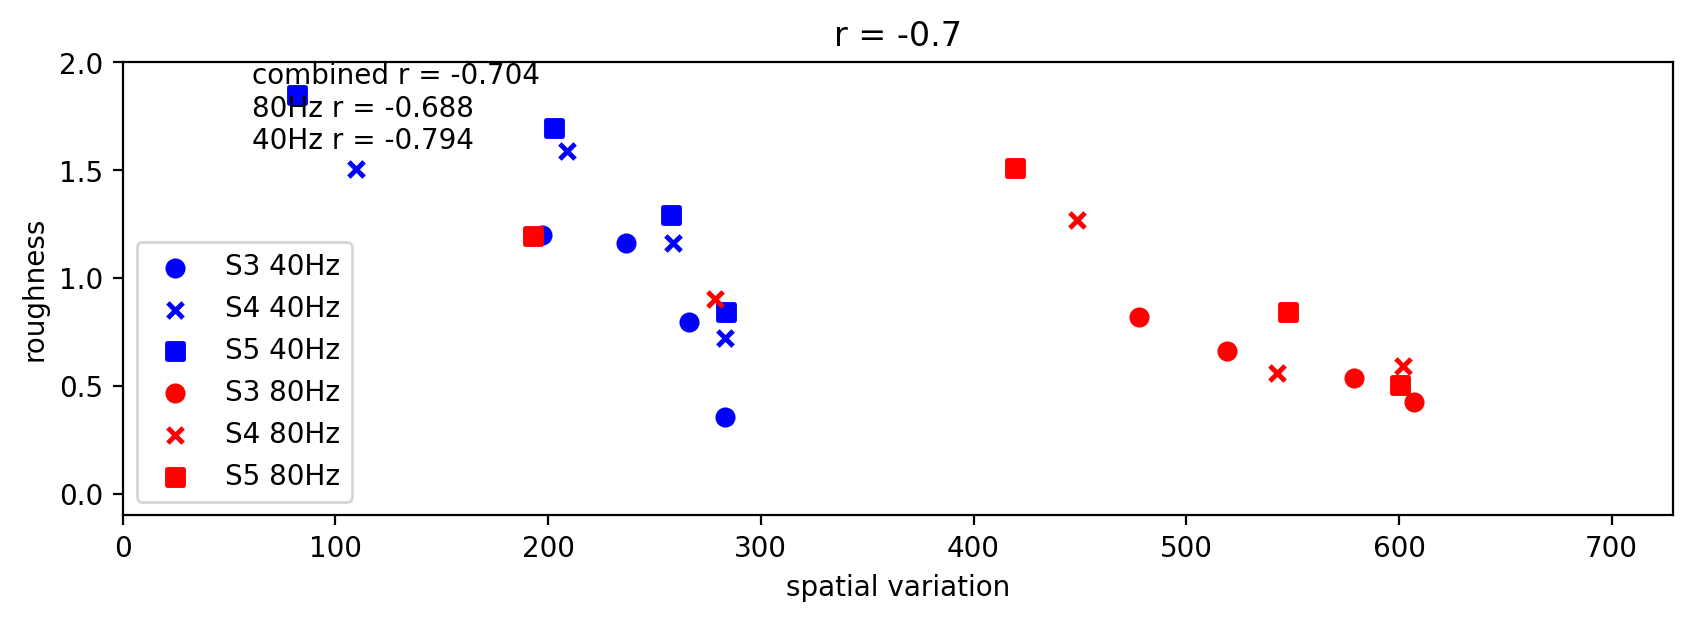 r = -0.7
combined r = -0.704
80Hz r = -0.688
40Hz r = -0.794
2.0
1.5
1.0
0.5
0.0
roughness
S3 40Hz
S4 40Hz
S5 40Hz
S3 80Hz
S4 80Hz
S5 80Hz
0 100 200 300 400 500 600 700
spatial variation